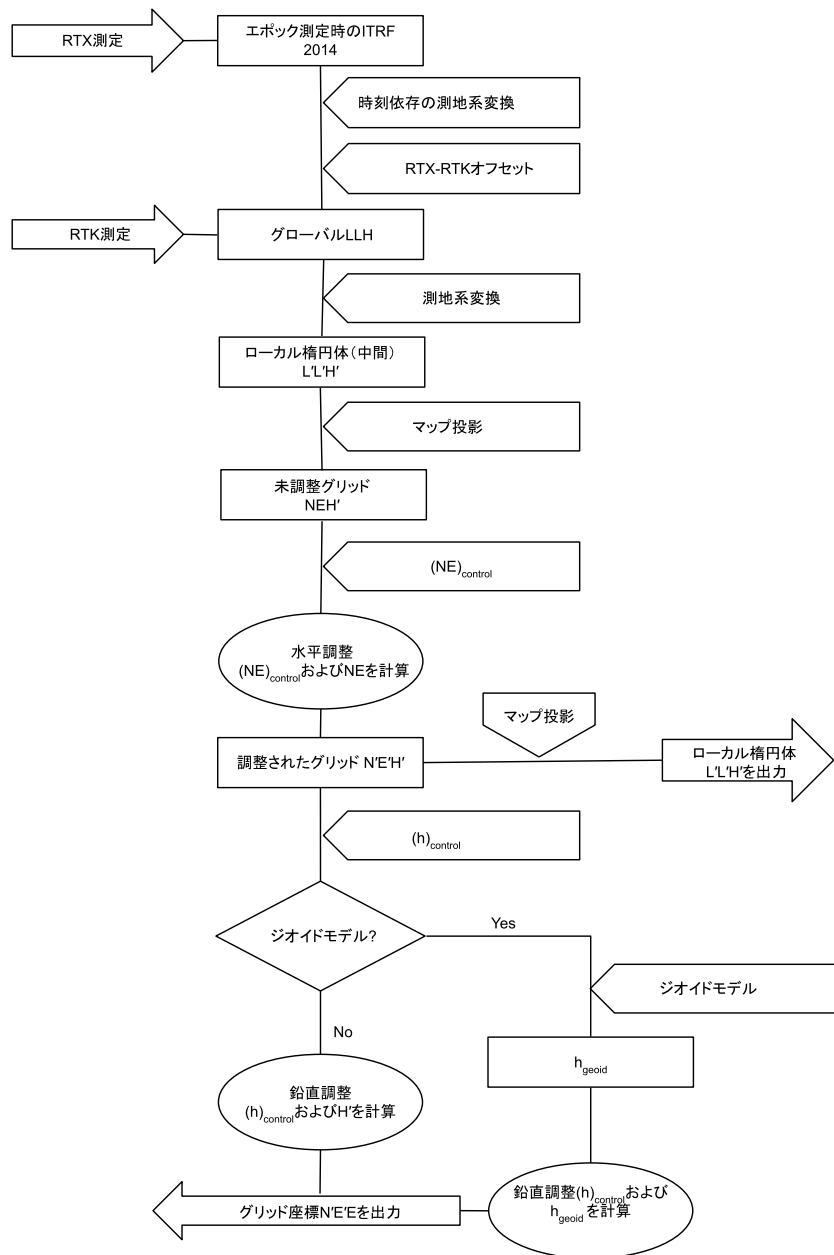 RTX測定
エポック測定時のITRF
2014
時刻依存の測地系変換
RTX-RTKオフセット
RTK測定
グローバルLLH
測地系変換
ローカル楕円体(中間)
L'L'H'
マップ投影
未調整グリッド
NEH'
(NE)control
水平調整
(NE)controlおよびNEを計算
マップ投影
調整されたグリッド N'E'H'
ローカル楕円体
L'L'H'を出力
(h)control
ジオイドモデル?
Yes
ジオイドモデル
No
hgeoid
鉛直調整
(h)controlおよびH'を計算
鉛直調整(h)controlおよび
hgeoidを計算
グリッド座標N'E'Eを出力